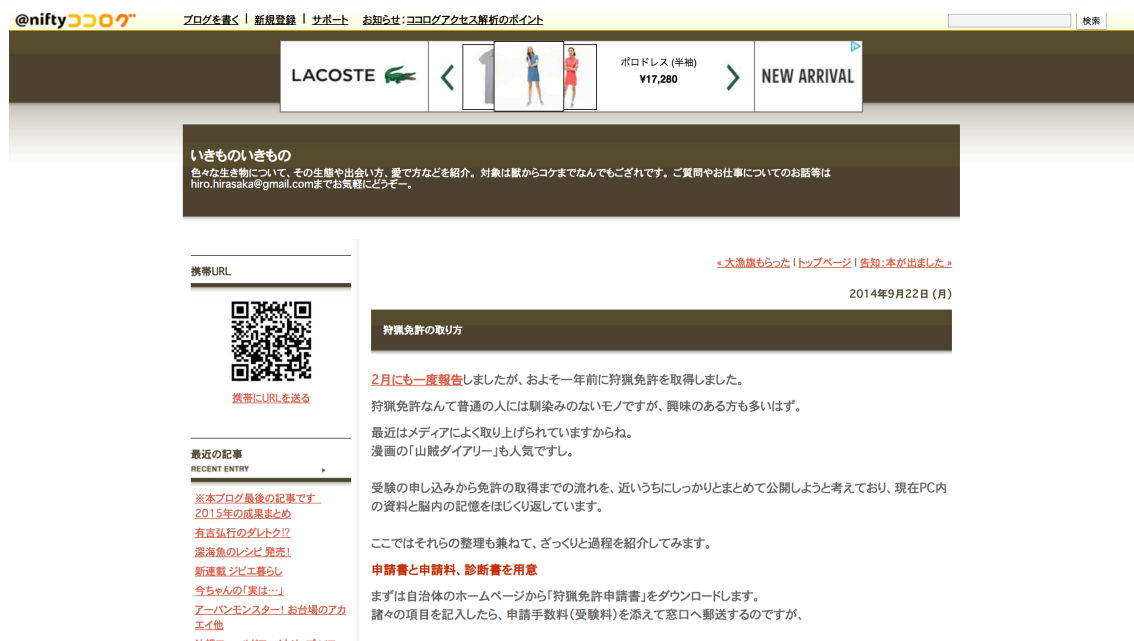 @niftyココログ
ブログを書く | 新規登録 | サポート お知らせ：ココログアクセス解析のポイント
検索
LACOSTE
ポロドレス (半袖)
¥17,280
NEW ARRIVAL
いきものいきもの
色々な生き物について、その生態や出会い方、愛で方などを紹介。 対象は獣からコケまでなんでもござれです。 ご質問やお仕事についてのお話等は
hiro.hirasaka@gmail.comまでお気軽にどうぞー。
携帯URL
携帯にURLを送る
最近の記事
RECENT ENTRY
※本ブログ最後の記事です
2015年の成果まとめ
有吉弘行のダレトク!?
深海魚のレシピ 発売！
新連載 ジビエ暮らし
今ちゃんの「実は…」
アーバンモンスター！ お台場のアカ
エイ他
« 大漁旗もらった | トップページ | 告知：本が出ました »
2014年9月22日 (月)
狩猟免許の取り方
2月にも一度報告しましたが、およそ一年前に狩猟免許を取得しました。
狩猟免許なんて普通の人には馴染みのないモノですが、興味のある方も多いはず。
最近はメディアによく取り上げられていますからね。
漫画の「山賊ダイアリー」も人気ですし。
受験の申し込みから免許の取得までの流れを、近いうちにしっかりとまとめて公開しようと考えており、現在PC内
の資料と脳内の記憶をほじくり返しています。
ここではそれらの整理も兼ねて、ざっくりと過程を紹介してみます。
申請書と申請料、診断書を用意
まずは自治体のホームページから「狩猟免許申請書」をダウンロードします。
諸々の項目を記入したら、申請手数料（受験料）を添えて窓口へ郵送するのですが、